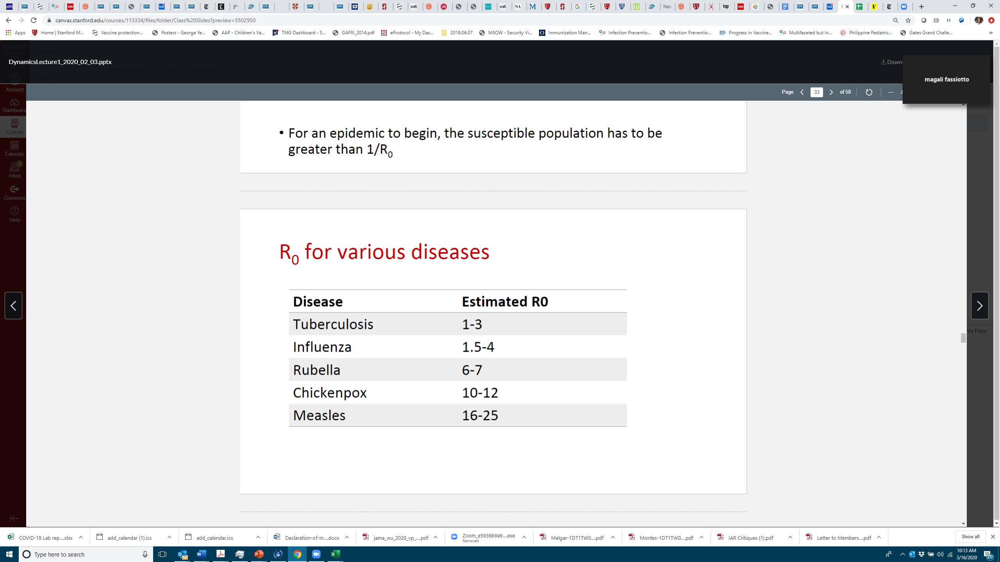 canvas.stanford.edu/courses/113334/files/folder/Class%20Slides?preview=5502950
Apps
Home | Stanford M...
Vaccine protection...
Posters - George Ye...
AAP - Children's Va...
TMG Dashboard - S...
GAPIII_2014.pdf
eProtocol - My Das...
2018.06.07
MSOW - Security Vi...
Immunization Man...
Infection Preventio...
Infection Preventio...
Progress in Vaccine...
Multifaceted but In...
Philippine Pediatric...
Gates Grand Challe...
DynamicsLecture1_2020_02_03.pptx
Downl
magali fassiotto
Page 33 of 58
Account
Dashboard
Courses
Calendar
2
Inbox
Commons
Help
• For an epidemic to begin, the susceptible population has to be
greater than 1/R0
R0 for various diseases
Disease Estimated R0
Tuberculosis 1-3
Influenza 1.5-4
Rubella 6-7
Chickenpox 10-12
Measles 16-25
My Files
COVID-19 Lab rep....xlsx
add_calendar (1).ics
add_calendar.ics
Declaration-of-In....docx
jama_wu_2020_vp_....pdf
Zoom_e5936b9a9....exe
Removed
Melgar-1D71TW0....pdf
Montes-1D71TW0....pdf
IAR Critiques (1).pdf
Letter to Members....pdf
Show all
Type here to search
10:13 AM
3/16/2020
20